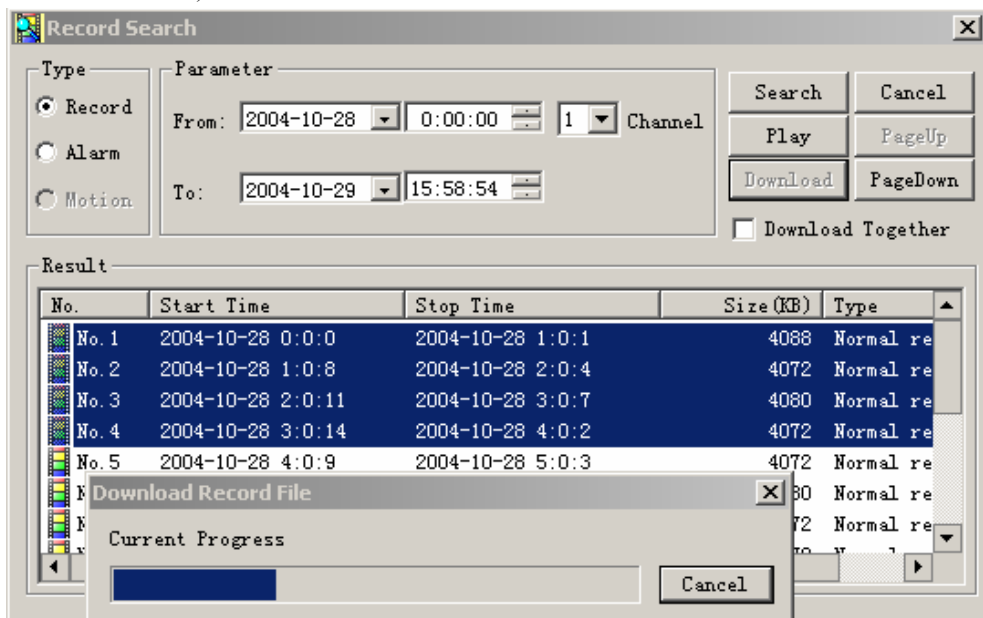 Record Search
Type
Parameter
Record
From: 2004-10-28 0:00:00 1 Channel
Search Cancel
Alarm
Play PageUp
Motion
To: 2004-10-29 15:58:54
Download PageDown
Download Together
Result
No. Start Time Stop Time Size(KB) Type
No.1 2004-10-28 0:0:0 2004-10-28 1:0:1 4088 Normal re
No.2 2004-10-28 1:0:8 2004-10-28 2:0:4 4072 Normal re
No.3 2004-10-28 2:0:11 2004-10-28 3:0:7 4080 Normal re
No.4 2004-10-28 3:0:14 2004-10-28 4:0:2 4072 Normal re
No.5 2004-10-28 4:0:9 2004-10-28 5:0:3 4072 Normal re
Download Record File
Normal re
Normal re
Current Progress
Cancel